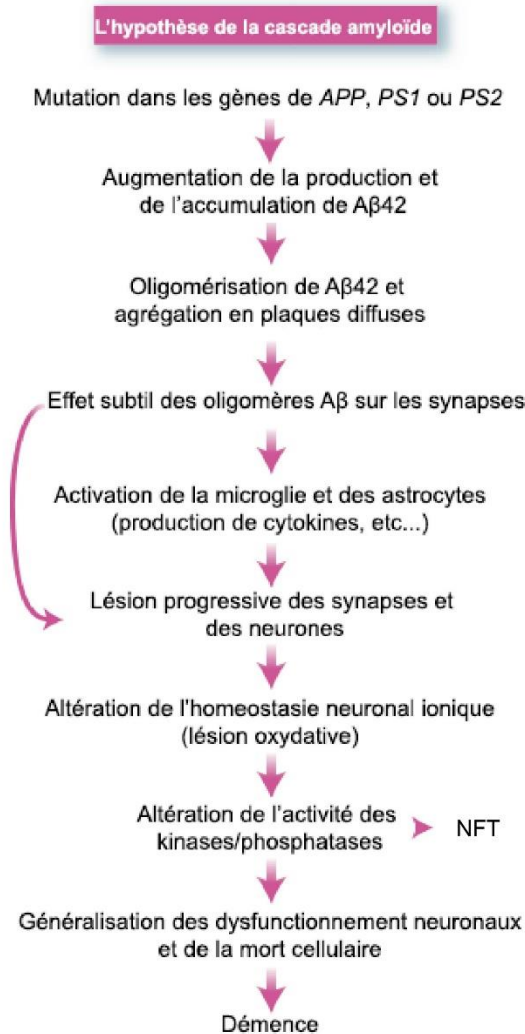 L'hypothèse de la cascade amyloïde
Mutation dans les gènes de APP, PS1 ou PS2
Augmentation de la production et
de l'accumulation de Aβ42
Oligomérisation de Aβ42 et
agrégation en plaques diffuses
Effet subtil des oligomères Aβ sur les synapses
Activation de la microglie et des astrocytes
(production de cytokines, etc...)
Lésion progressive des synapses et
des neurones
Altération de l'homeostasie neuronal ionique
(lésion oxydative)
Altération de l'activité des
kinases/phosphatases
NFT
Généralisation des dysfunctionnement neuronaux
et de la mort cellulaire
Démence